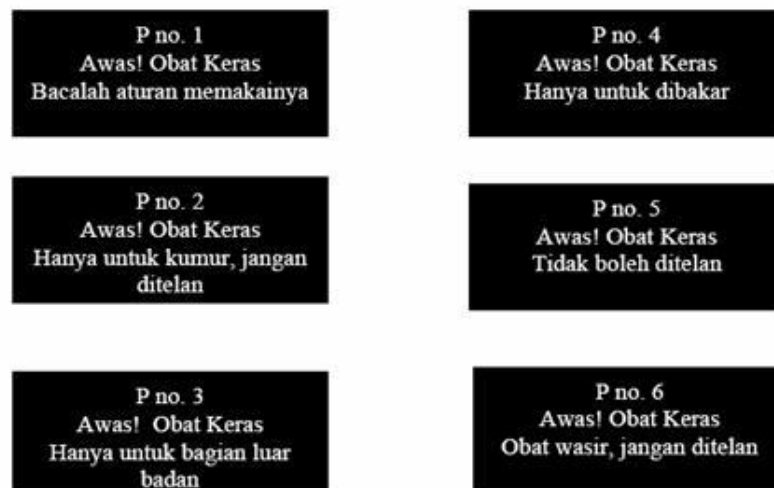 P no. 1
Awas! Obat Keras
Bacalah aturan memakainya
P no. 2
Awas! Obat Keras
Hanya untuk kumur, jangan
ditelan
P no. 3
Awas! Obat Keras
Hanya untuk bagian luar
badan
P no. 4
Awas! Obat Keras
Hanya untuk dibakar
P no. 5
Awas! Obat Keras
Tidak boleh ditelan
P no. 6
Awas! Obat Keras
Obat wasir, jangan ditelan